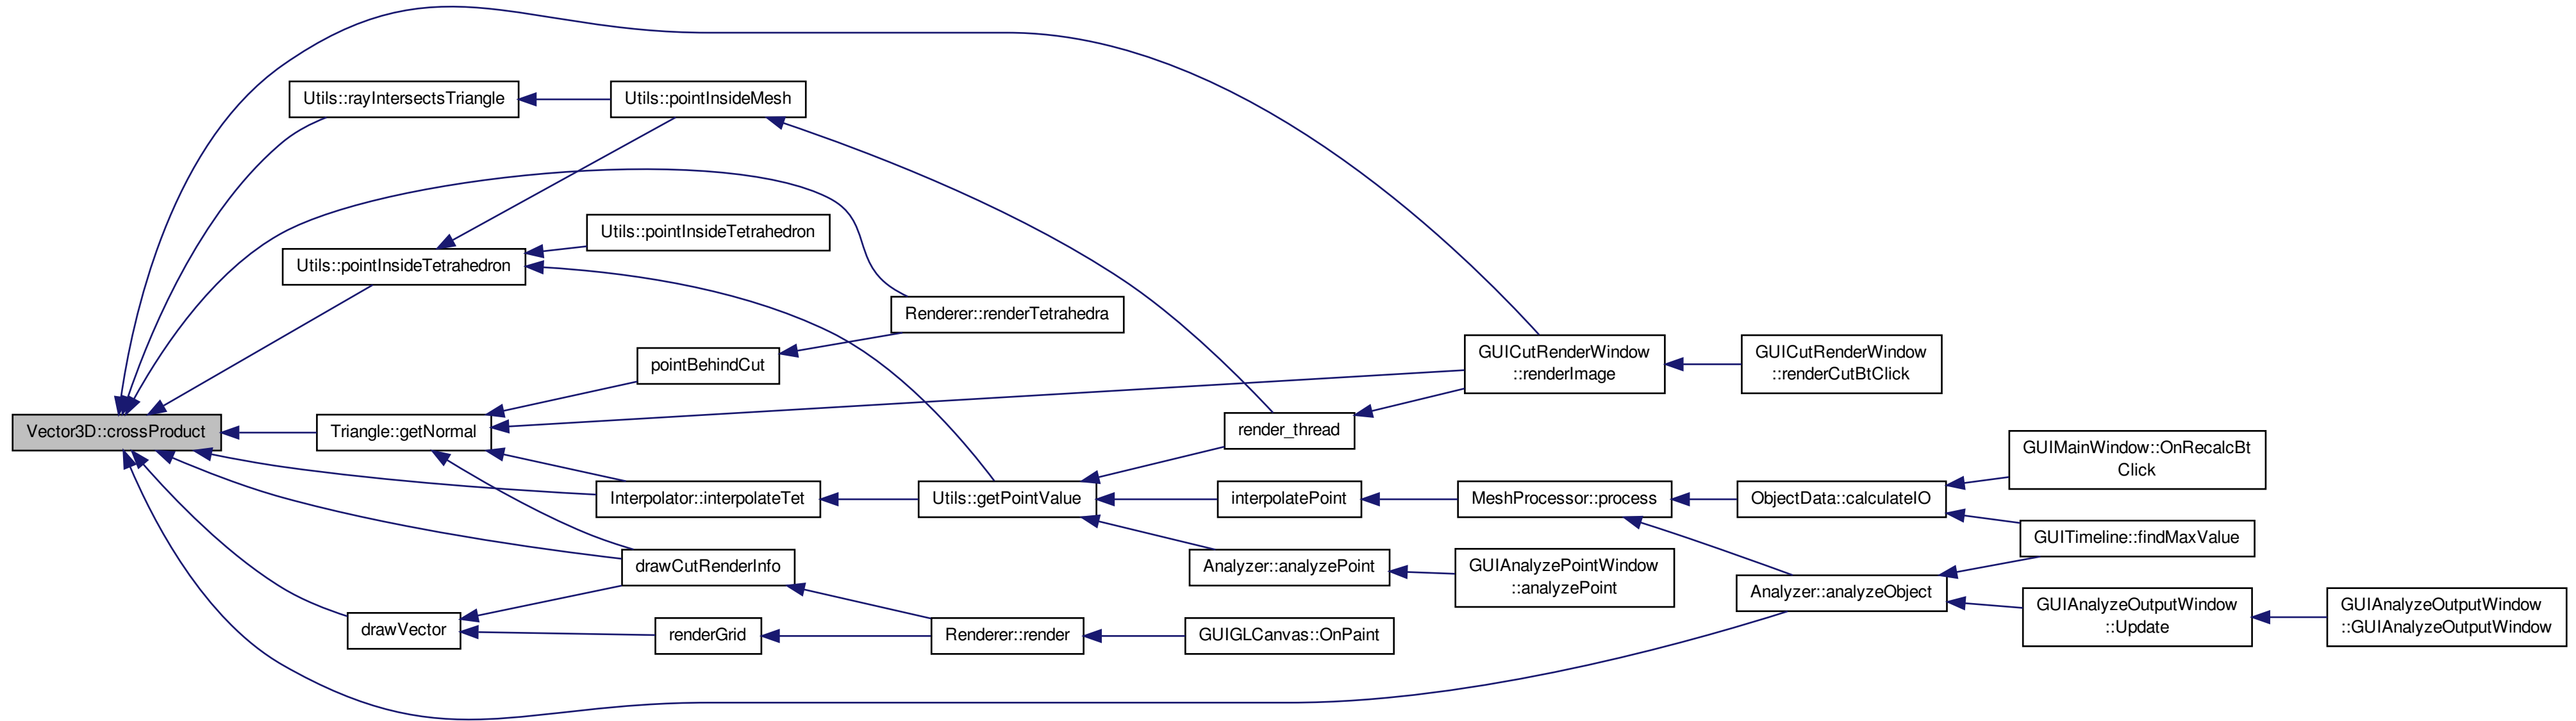 Utils::rayIntersectsTriangle
Utils::pointInsideMesh
Utils::pointInsideTetrahedron
Utils::pointInsideTetrahedron
Renderer::renderTetrahedra
pointBehindCut
GUICutRenderWindow
::renderImage
GUICutRenderWindow
::renderCutBtClick
Vector3D::crossProduct
Triangle::getNormal
render_thread
GUIMainWindow::OnRecalcBt
Click
Interpolator::interpolateTet
Utils::getPointValue
interpolatePoint
MeshProcessor::process
ObjectData::calculateIO
GUITimeline::findMaxValue
drawCutRenderInfo
Analyzer::analyzePoint
GUIAnalyzePointWindow
::analyzePoint
Analyzer::analyzeObject
GUIAnalyzeOutputWindow
::Update
GUIAnalyzeOutputWindow
::GUIAnalyzeOutputWindow
drawVector
renderGrid
Renderer::render
GUIGLCanvas::OnPaint